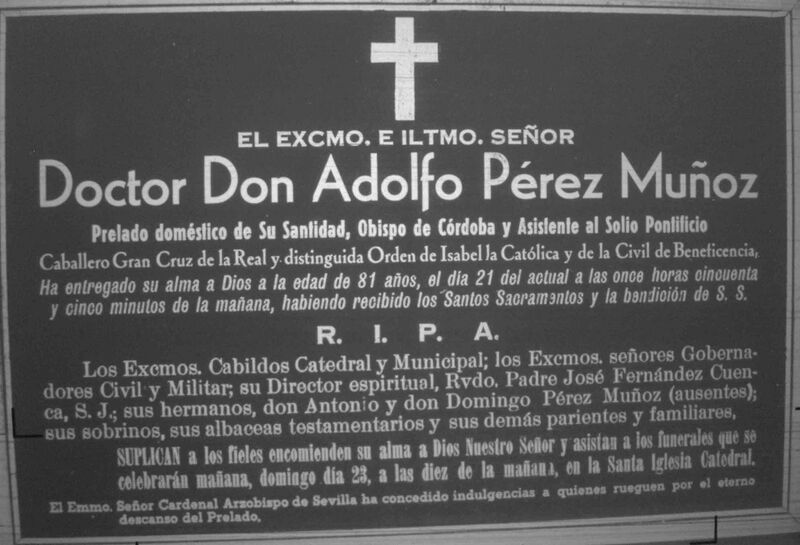 EL EXCMO. E ILTMO. SEÑOR
Doctor Don Adolfo Pérez Muñoz
Prelado doméstico de Su Santidad, Obispo de Córdoba y Asistente al Solio Pontificio
Caballero Gran Cruz de la Real y distinguida Orden de Isabel la Católica y de la Civil de Beneficencia,
Ha entregado su alma a Dios a la edad de 81 años, el día 21 del actual a las once horas cincuenta
y cinco minutos de la mañana, habiendo recibido los Santos Sacramentos y la bendición de S. S.
R. I. P. A.
Los Excmos. Cabildos Catedral y Municipal; los Excmos. señores Goberna-
dores Civil y Militar; su Director espiritual, Rvdo. Padre José Fernández Cuen-
ca, S. J.; sus hermanos, don Antonio y don Domingo Pérez Muñoz (ausentes);
sus sobrinos, sus albaceas testamentarios y sus demás parientes y familiares,
SUPLICAN a los fieles encomienden su alma a Dios Nuestro Señor y asistan a los funerales que se
celebrarán mañana, domingo día 23, a las diez de la mañana, en la Santa Iglesia Catedral.
El Emmo. Señor Cardenal Arzobispo de Sevilla ha concedido indulgencias a quienes rueguen por el eterno
descanso del Prelado.